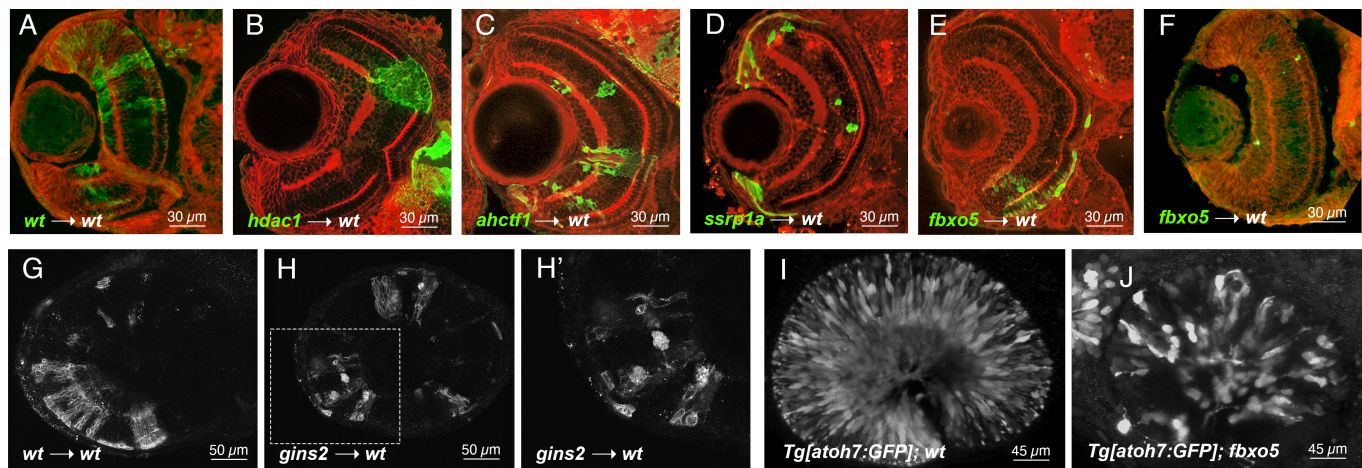 A
wt → wt
30 µm
B
hdac1 → wt
30 µm
C
ahctf1 → wt
30 µm
D
ssrp1a → wt
30 µm
E
fbxo5 → wt
30 µm
F
fbxo5 → wt
30 µm
G
wt → wt
50 µm
H
gins2 → wt
50 µm
H'
gins2 → wt
I
Tg[atoh7:GFP]; wt
45 µm
J
Tg[atoh7:GFP]; fbxo5
45 µm